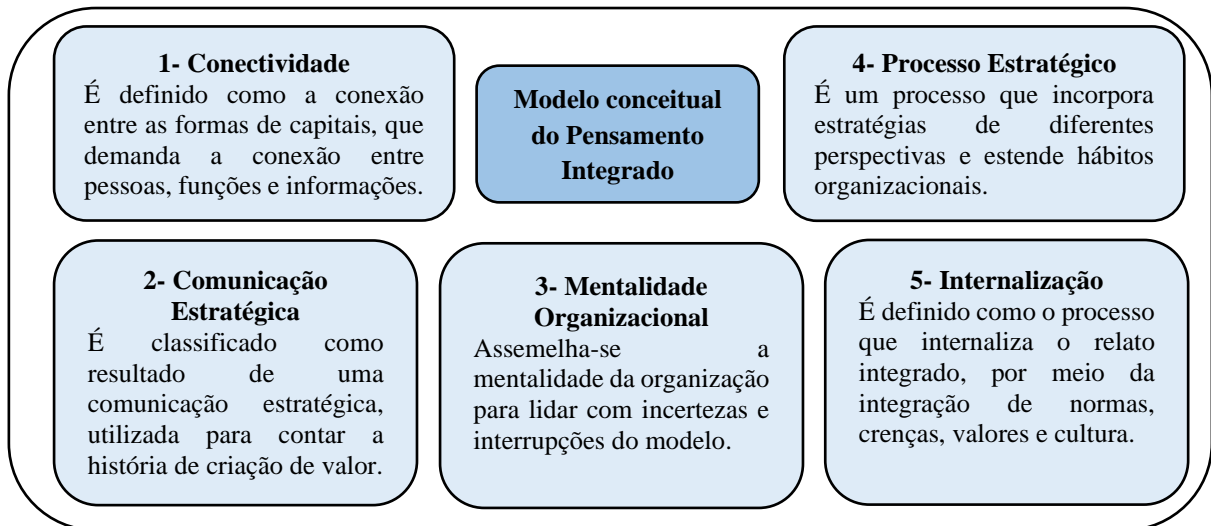 1- Conectividade
É definido como a conexão
entre as formas de capitais, que
demanda a conexão entre
pessoas, funções e informações.
Modelo conceitual
do Pensamento
Integrado
4- Processo Estratégico
É um processo que incorpora
estratégias de diferentes
perspectivas e estende hábitos
organizacionais.
2- Comunicação
Estratégica
É classificado como
resultado de uma
comunicação estratégica,
utilizada para contar a
história de criação de valor.
3- Mentalidade
Organizacional
Assemelha-se a
mentalidade da organização
para lidar com incertezas e
interrupções do modelo.
5- Internalização
É definido como o processo
que internaliza o relato
integrado, por meio da
integração de normas,
crenças, valores e cultura.